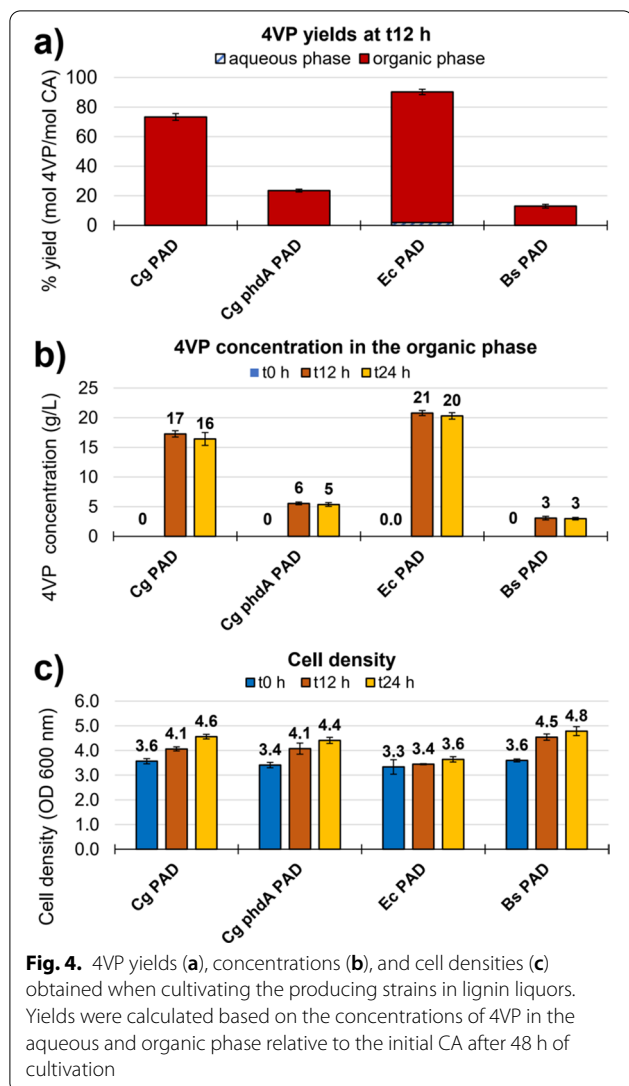 a)
4VP yields at t12 h
aqueous phase organic phase
% yield (mol 4VP/mol CA)
100
80
60
40
20
0
Cg PAD
Cg phdA PAD
Ec PAD
Bs PAD
b)
4VP concentration in the organic phase
t0 h t12 h t24 h
4VP concentration (g/L)
25
20
15
10
5
0
0 17 16
0 6 5
0.0 21 20
0 3 3
Cg PAD
Cg phdA PAD
Ec PAD
Bs PAD
c)
Cell density
t0 h t12 h t24 h
Cell density (OD 600 nm)
6.0
5.0
4.0
3.0
2.0
1.0
0.0
3.6 4.1 4.6
3.4 4.1 4.4
3.3 3.4 3.6
3.6 4.5 4.8
Cg PAD
Cg phdA PAD
Ec PAD
Bs PAD
Fig. 4. 4VP yields (a), concentrations (b), and cell densities (c)
obtained when cultivating the producing strains in lignin liquors.
Yields were calculated based on the concentrations of 4VP in the
aqueous and organic phase relative to the initial CA after 48 h of
cultivation